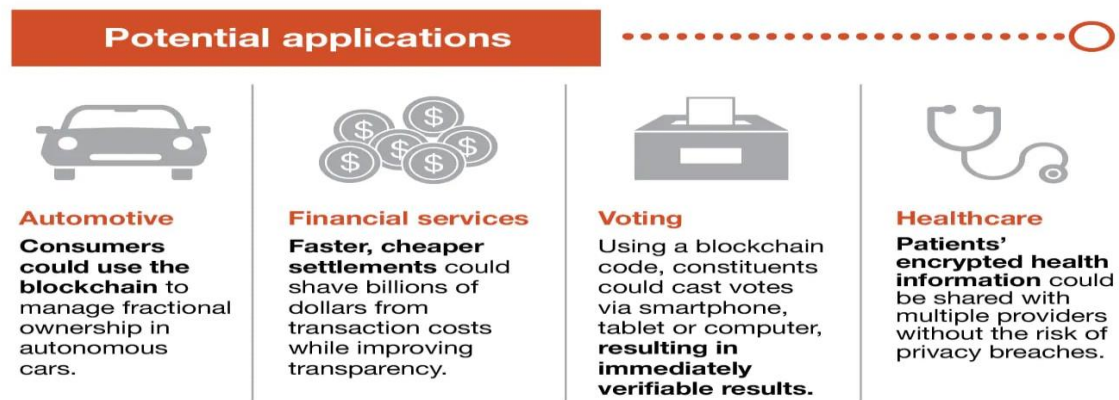 Potential applications
Automotive
Consumers
could use the
blockchain to
manage fractional
ownership in
autonomous
cars.
Financial services
Faster, cheaper
settlements could
shave billions of
dollars from
transaction costs
while improving
transparency.
Voting
Using a blockchain
code, constituents
could cast votes
via smartphone,
tablet or computer,
resulting in
immediately
verifiable results.
Healthcare
Patients’
encrypted health
information could
be shared with
multiple providers
without the risk of
privacy breaches.
$
$
$
$
$